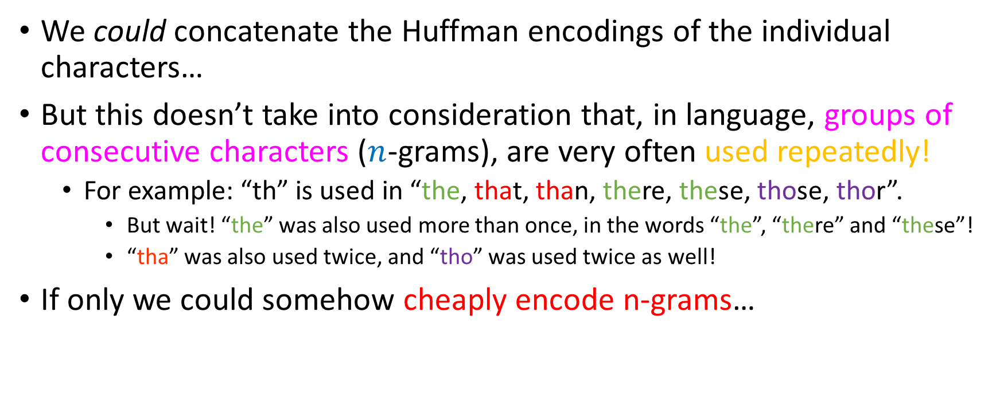 • We could concatenate the Huffman encodings of the individual
characters…
• But this doesn’t take into consideration that, in language, groups of
consecutive characters (n-grams), are very often used repeatedly!
• For example: “th” is used in “the, that, than, there, these, those, thor”.
• But wait! “the” was also used more than once, in the words “the”, “there” and “these”!
• “tha” was also used twice, and “tho” was used twice as well!
• If only we could somehow cheaply encode n-grams…